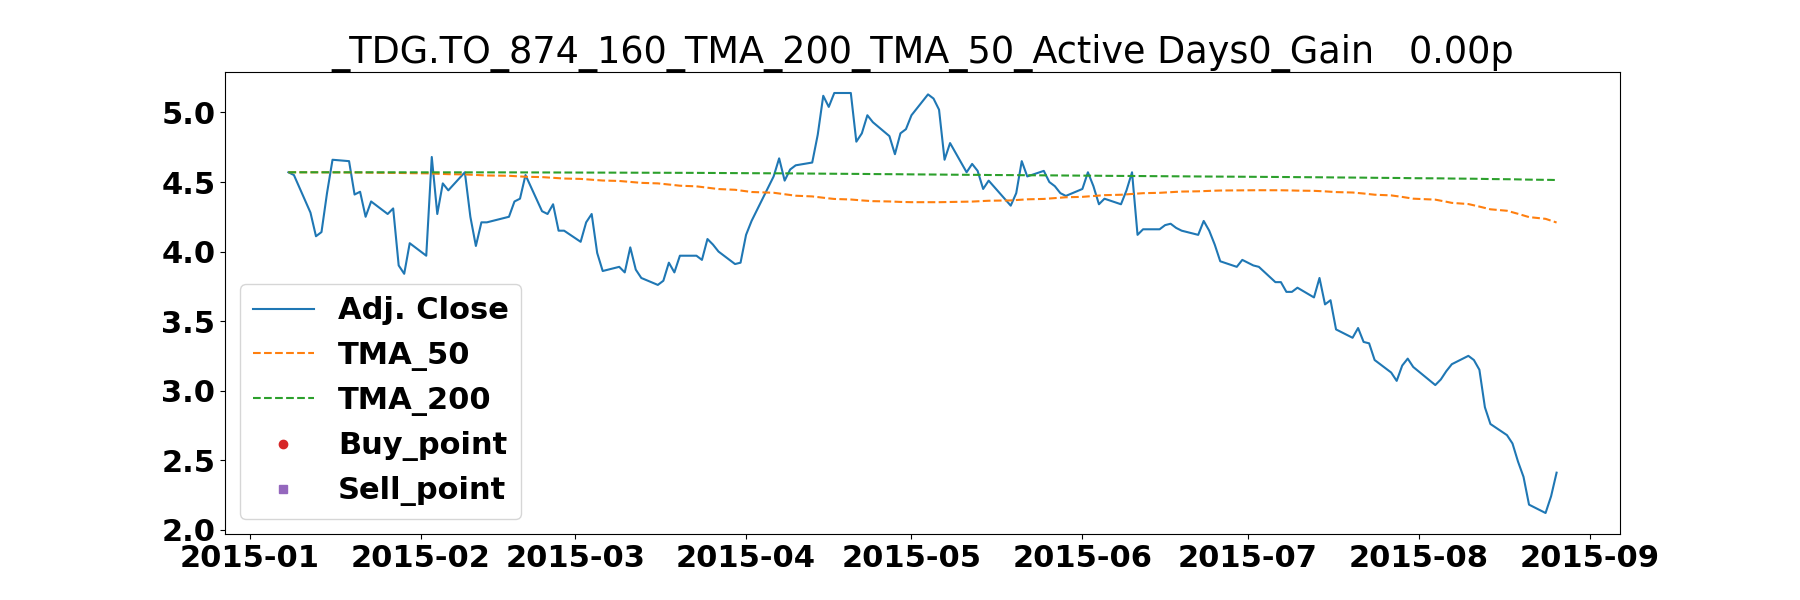 _TDG.TO_874_160_TMA_200_TMA_50_Active Days0_Gain   0.00p
5.0
4.5
4.0
3.5
3.0
2.5
2.0
Adj. Close
TMA_50
TMA_200
Buy_point
Sell_point
2015-01 2015-02 2015-03 2015-04 2015-05 2015-06 2015-07 2015-08 2015-09